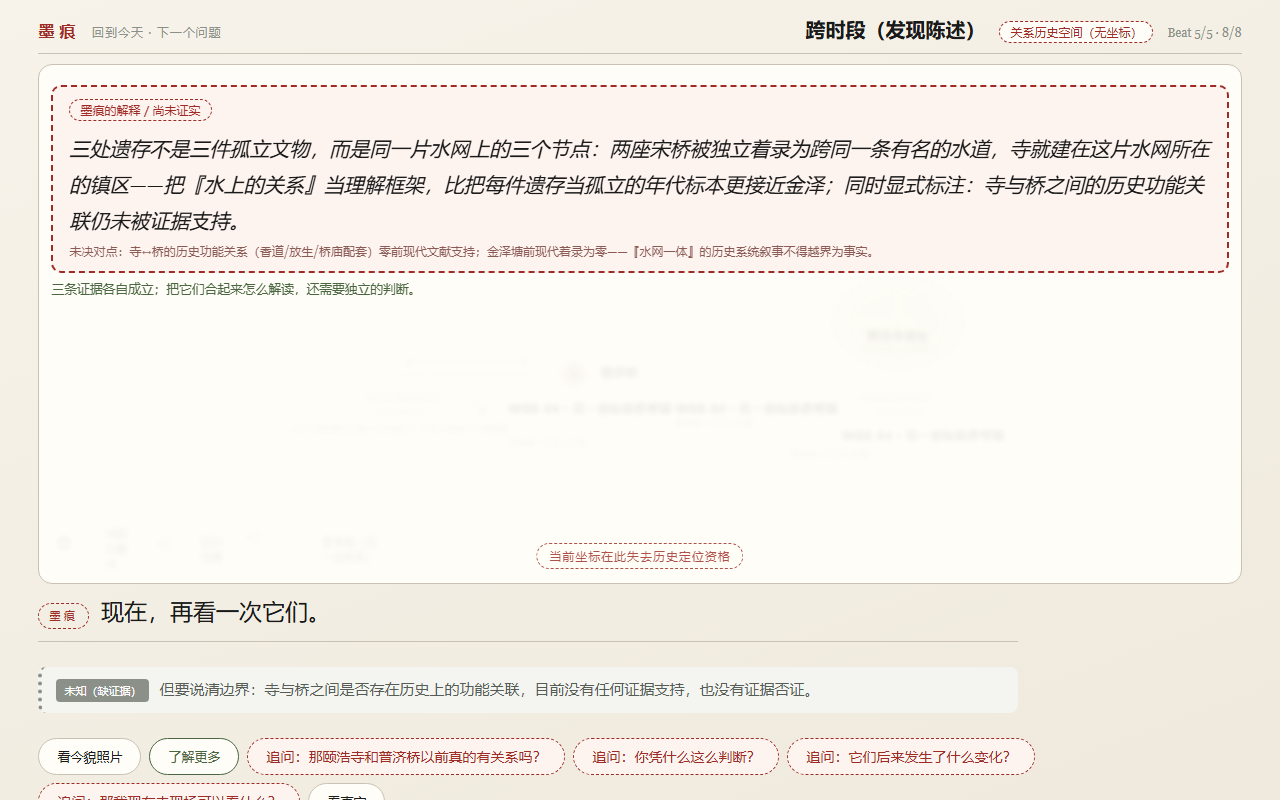 墨 痕 回到今天 · 下一个问题 跨时段（发现陈述） 关系历史空间（无坐标） Beat 5/5 · 8/8
墨痕的解释 / 尚未证实
三处遗存不是三件孤立文物，而是同一片水网上的三个节点：两座宋桥被独立着录为跨同一条有名的水道，寺就建在这片水网所在
的镇区——把『水上的关系』当理解框架，比把每件遗存当孤立的年代标本更接近金泽；同时显式标注：寺与桥之间的历史功能关
联仍未被证据支持。
未决对点：寺↔桥的历史功能关系（香道/放生/桥庙配套）零前现代文献支持；金泽塘前现代着录为零——『水网一体』的历史系统叙事不得越界为事实。
三条证据各自成立；把它们合起来怎么解读，还需要独立的判断。
当前坐标在此失去历史定位资格
墨 痕 现在，再看一次它们。
未知（缺证据） 但要说清边界：寺与桥之间是否存在历史上的功能关联，目前没有任何证据支持，也没有证据否证。
看今貌照片 了解更多 追问：那颐浩寺和普济桥以前真的有关系吗？ 追问：你凭什么这么判断？ 追问：它们后来发生了什么变化？